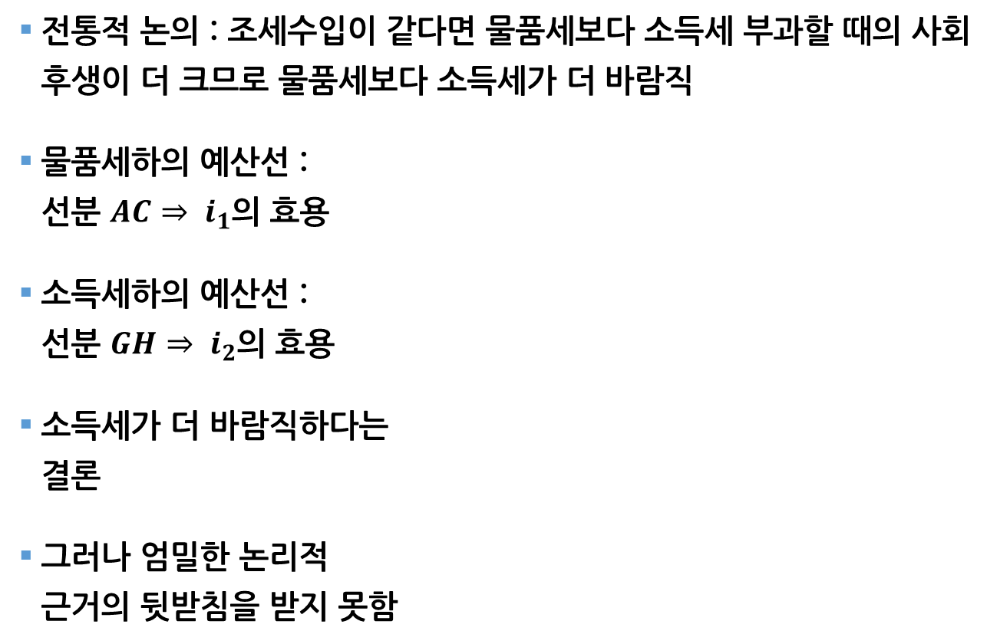 ▪ 전통적 논의 : 조세수입이 같다면 물품세보다 소득세 부과할 때의 사회
후생이 더 크므로 물품세보다 소득세가 더 바람직
▪ 물품세하의 예산선 :
선분 AC ⇒ i₁의 효용
▪ 소득세하의 예산선 :
선분 GH ⇒ i₂의 효용
▪ 소득세가 더 바람직하다는
결론
▪ 그러나 엄밀한 논리적
근거의 뒷받침을 받지 못함